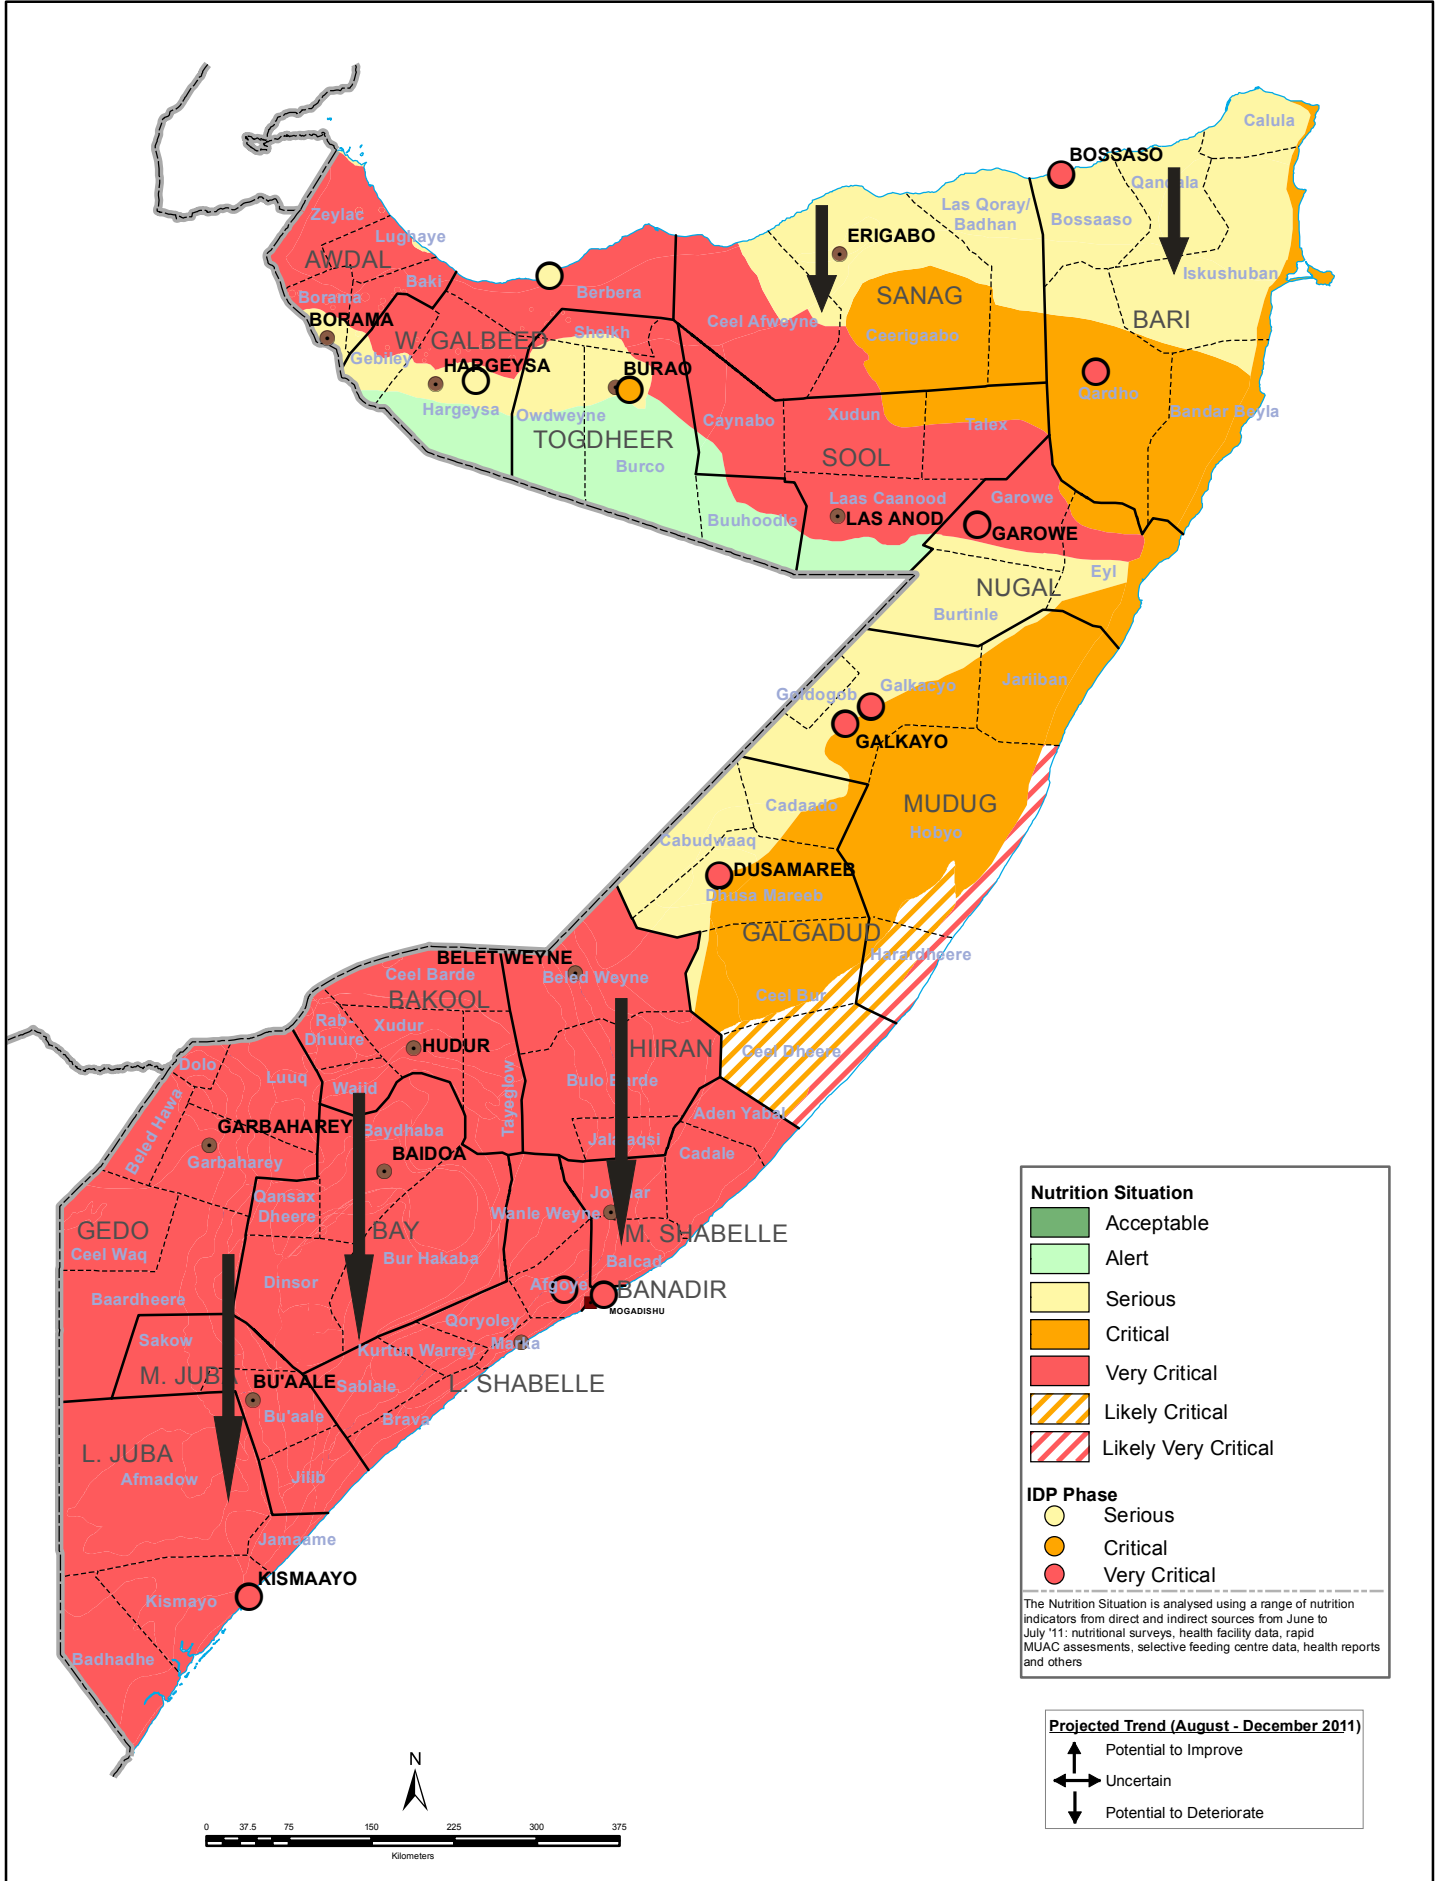 Calula
BOSSASO
Qandala
Las Qoray/
Badhan
Bossaaso
Zeylac
Lughaye
ERIGABO
AWDAL
Iskushuban
Baki
Borama
Berbera
SANAG
BORAMA
Ceel Afweyne
BARI
Sheikh
Ceerigaabo
W. GALBEED
Gebiley
HARGEYSA
BURAO
Qardho
Hargeysa
Owdweyne
Caynabo
Xudun
Talex
Bandar Beyla
TOGDHEER
SOOL
Burco
Laas Caanood
Garowe
Buuhoodle
LAS ANOD
GAROWE
Eyl
NUGAL
Burtinle
Jariiban
Galkacyo
Goldogob
GALKAYO
MUDUG
Cadaado
Hobyo
Cabudwaaq
DUSAMAREB
Dhusa Mareeb
GALGADUD
Harardheere
BELET WEYNE
Ceel Barde
Beled Weyne
BAKOOL
Ceel Bur
Rab-
Dhuure
Xudur
HUDUR
HIIRAN
Ceel Dheere
Dolo
Luuq
Wajid
Bulo Burde
Tayeglow
Beled Hawa
GARBAHAREY
Baydhaba
Aden Yabal
Jalalaqsi
BAIDOA
Cadale
Garbaharey
Qansax
Dheere
Jowhar
Wanle Weyne
GEDO
BAY
M. SHABELLE
Ceel Waq
Bur Hakaba
Balcad
Dinsor
Afgoye
BANADIR
Baardheere
MOGADISHU
Qoryoley
Sakow
Marka
Kurtun Warrey
M. JUBA
BU'AALE
Sablale
L. SHABELLE
Bu'aale
Brava
L. JUBA
Afmadow
Jilib
Jamaame
KISMAAYO
Kismayo
Badhadhe
Nutrition Situation
Acceptable
Alert
Serious
Critical
Very Critical
Likely Critical
Likely Very Critical
IDP Phase
Serious
Critical
Very Critical
The Nutrition Situation is analysed using a range of nutrition
indicators from direct and indirect sources from June to
July '11: nutritional surveys, health facility data, rapid
MUAC assesments, selective feeding centre data, health reports
and others
Projected Trend (August - December 2011)
Potential to Improve
Uncertain
Potential to Deteriorate
N
0 37.5 75 150 225 300 375
Kilometers